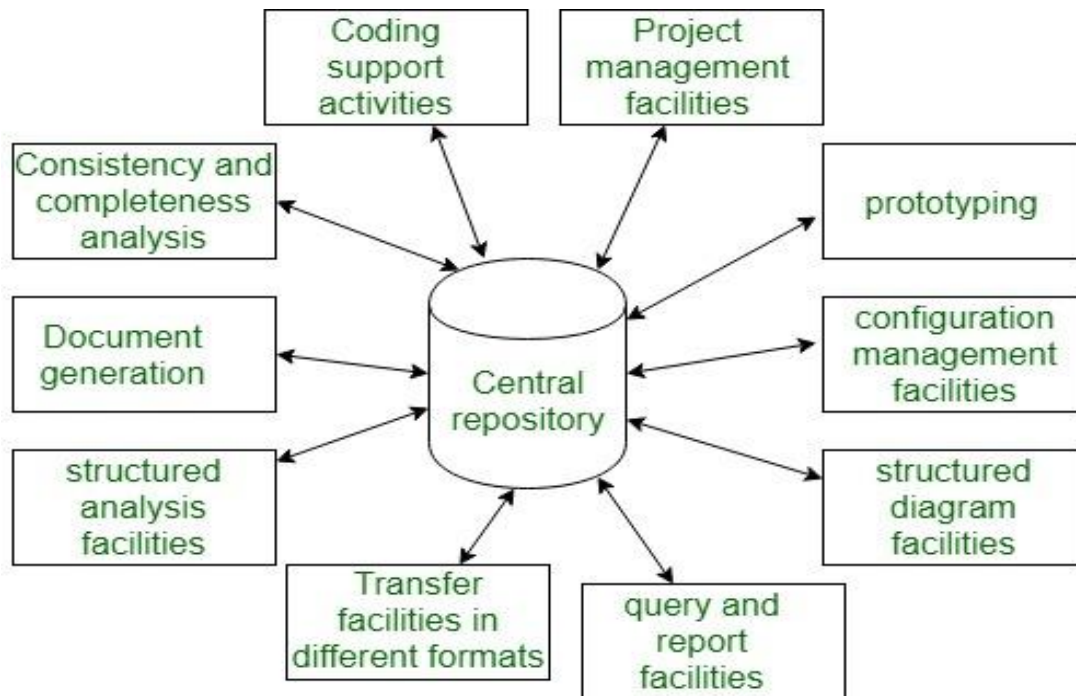 Coding
support
activities
Project
management
facilities
Consistency and
completeness
analysis
prototyping
Document
generation
Central
repository
configuration
management
facilities
structured
analysis
facilities
structured
diagram
facilities
Transfer
facilities in
different formats
query and
report
facilities